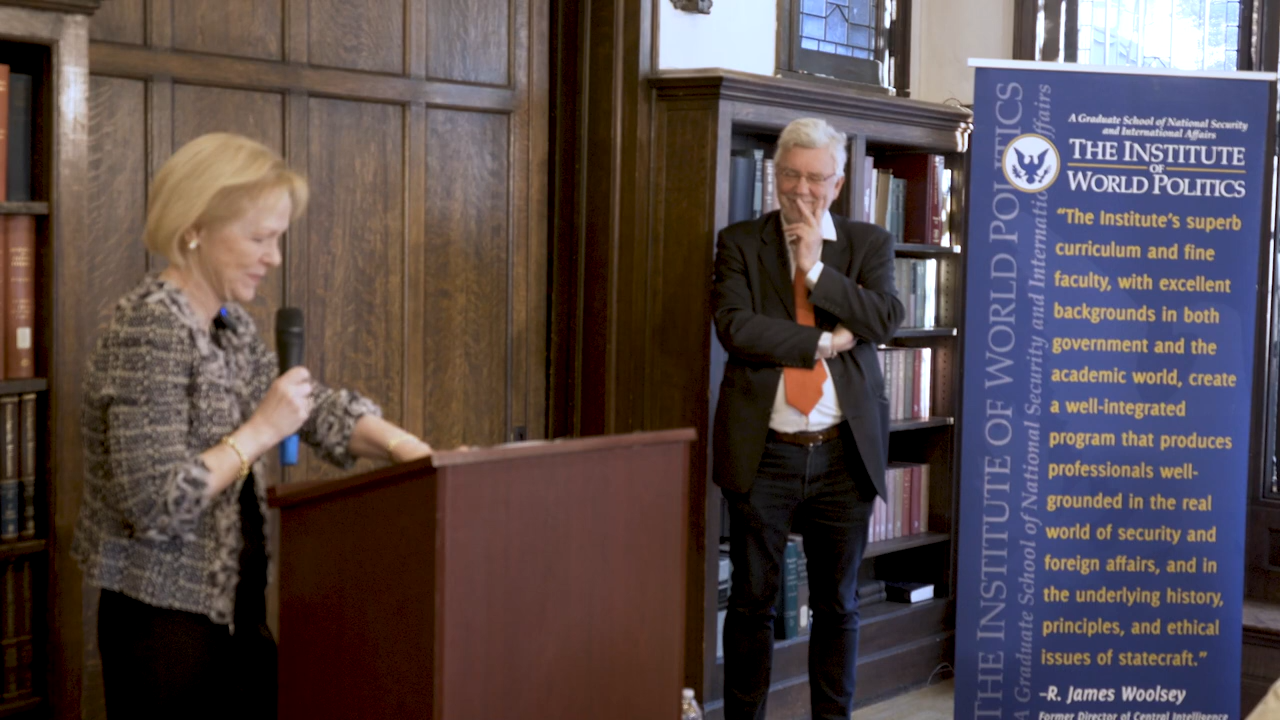 THE INSTITUTE OF WORLD POLITICS
A Graduate School of National Security and International Affairs
A Graduate School of National Security
and International Affairs
THE INSTITUTE
OF
WORLD POLITICS
“The Institute’s superb
curriculum and fine
faculty, with excellent
backgrounds in both
government and the
academic world, create
a well-integrated
program that produces
professionals well-
grounded in the real
world of security and
foreign affairs, and in
the underlying history,
principles, and ethical
issues of statecraft.”
–R. James Woolsey
Former Director of Central Intelligence